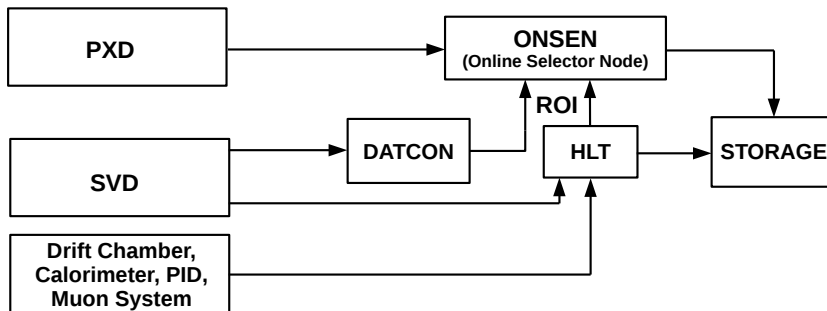 PXD
ONSEN
(Online Selector Node)
ROI
DATCON
HLT
STORAGE
SVD
Drift Chamber,
Calorimeter, PID,
Muon System